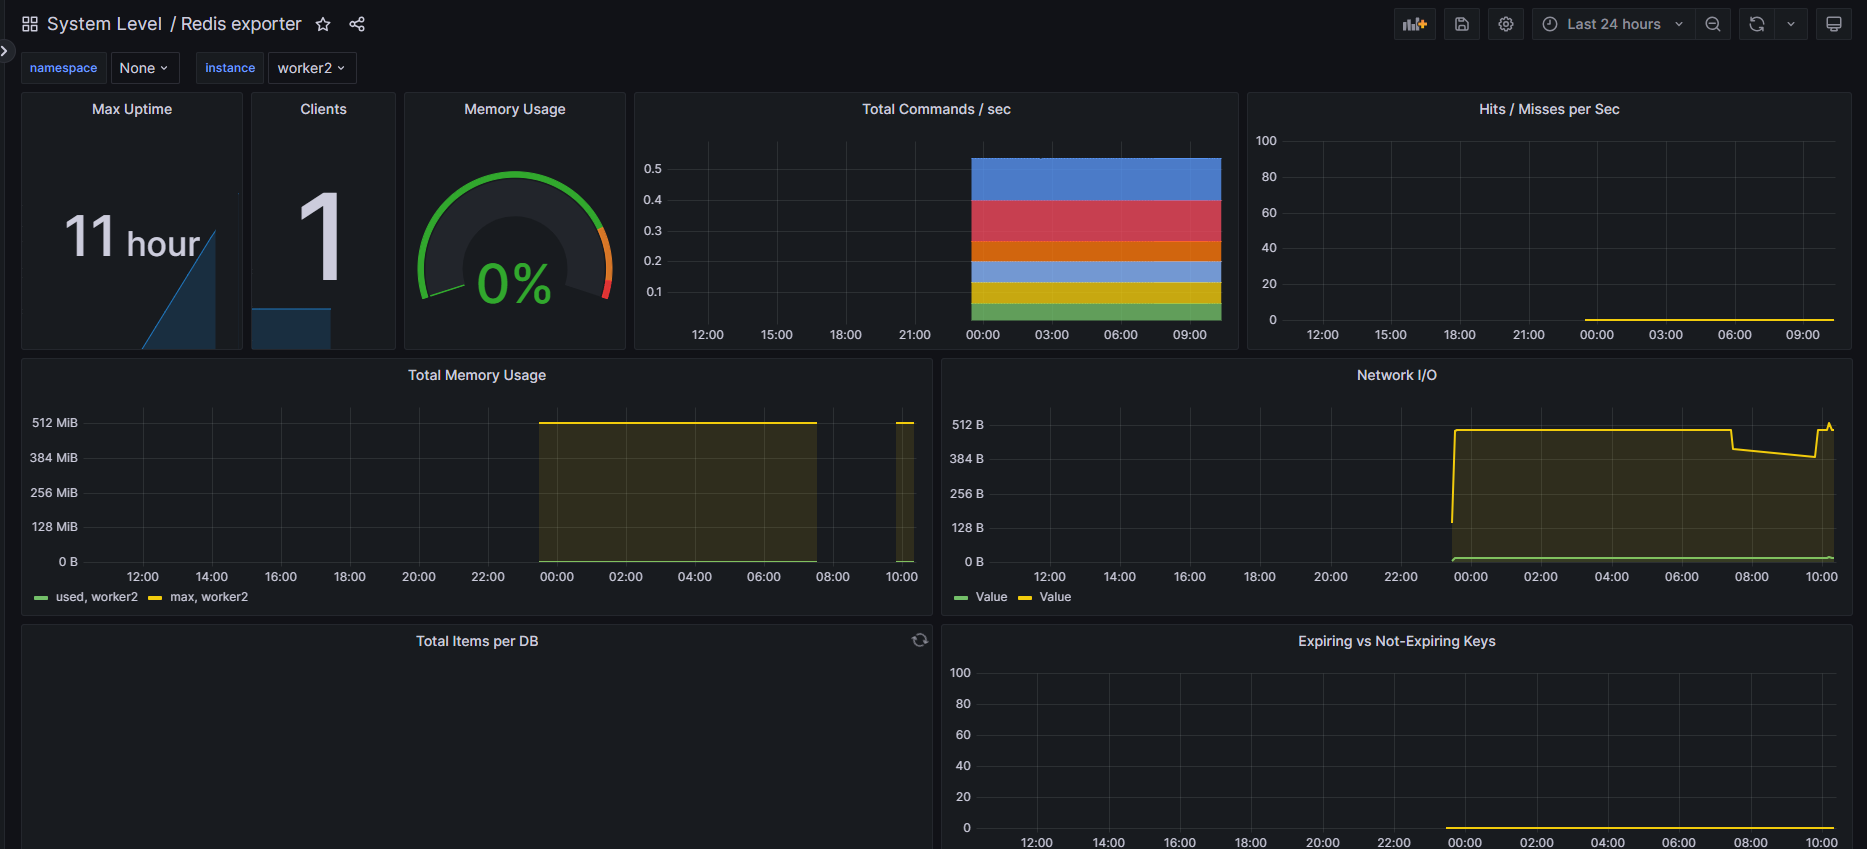 System Level / Redis exporter
Last 24 hours
namespace None instance worker2
Max Uptime
11 hour
Clients
1
Memory Usage
0%
Total Commands / sec
0.5
0.4
0.3
0.2
0.1
12:00 15:00 18:00 21:00 00:00 03:00 06:00 09:00
Hits / Misses per Sec
100
80
60
40
20
0
12:00 15:00 18:00 21:00 00:00 03:00 06:00 09:00
Total Memory Usage
512 MiB
384 MiB
256 MiB
128 MiB
0 B
12:00 14:00 16:00 18:00 20:00 22:00 00:00 02:00 04:00 06:00 08:00 10:00
used, worker2 max, worker2
Network I/O
512 B
384 B
256 B
128 B
0 B
12:00 14:00 16:00 18:00 20:00 22:00 00:00 02:00 04:00 06:00 08:00 10:00
Value Value
Total Items per DB
Expiring vs Not-Expiring Keys
100
80
60
40
20
0
12:00 14:00 16:00 18:00 20:00 22:00 00:00 02:00 04:00 06:00 08:00 10:00